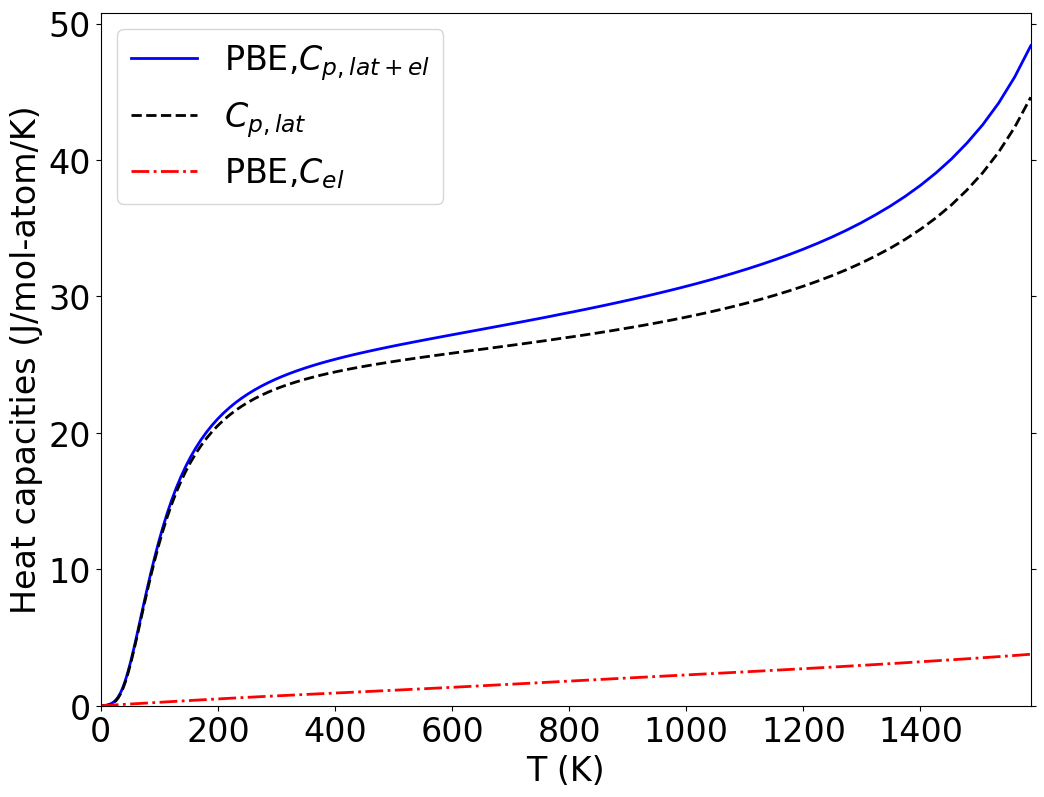 50
40
30
20
10
0
Heat capacities (J/mol-atom/K)
PBE,C_{p,lat+el}
C_{p,lat}
PBE,C_{el}
0 200 400 600 800 1000 1200 1400
T (K)